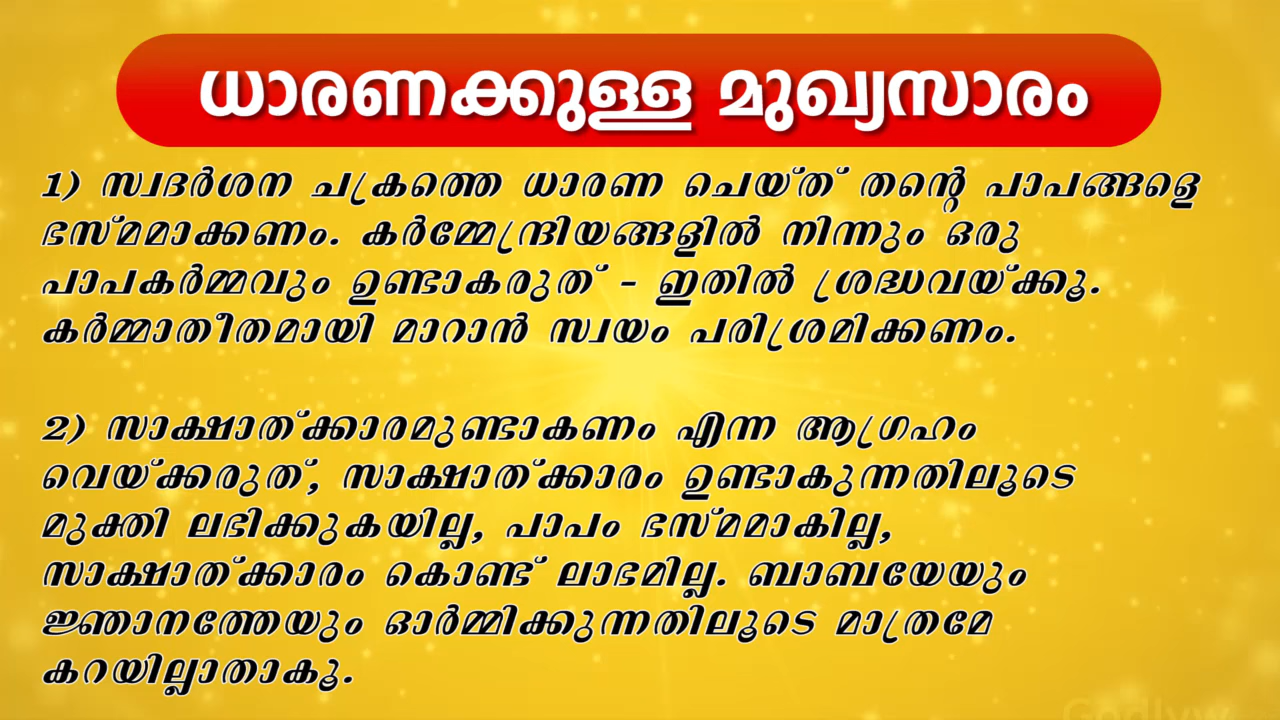 ധാരണക്കുള്ള മുഖ്യസാരം
1) സ്വദർശന ചക്രത്തെ ധാരണ ചെയ്ത് തന്റെ പാപങ്ങളെ
ഭസ്മമാക്കണം. കർമ്മേന്ദ്രിയങ്ങളിൽ നിന്നും ഒരു
പാപകർമ്മവും ഉണ്ടാകരുത് - ഇതിൽ ശ്രദ്ധവയ്ക്കൂ.
കർമ്മാതീതമായി മാറാൻ സ്വയം പരിശ്രമിക്കണം.
2) സാക്ഷാത്ക്കാരമുണ്ടാകണം എന്ന ആഗ്രഹം
വെയ്ക്കരുത്, സാക്ഷാത്ക്കാരം ഉണ്ടാകുന്നതിലൂടെ
മുക്തി ലഭിക്കുകയില്ല, പാപം ഭസ്മമാകില്ല,
സാക്ഷാത്ക്കാരം കൊണ്ട് ലാഭമില്ല. ബാബയേയും
ജ്ഞാനത്തേയും ഓർമ്മിക്കുന്നതിലൂടെ മാത്രമേ
കറയില്ലാതാകൂ.